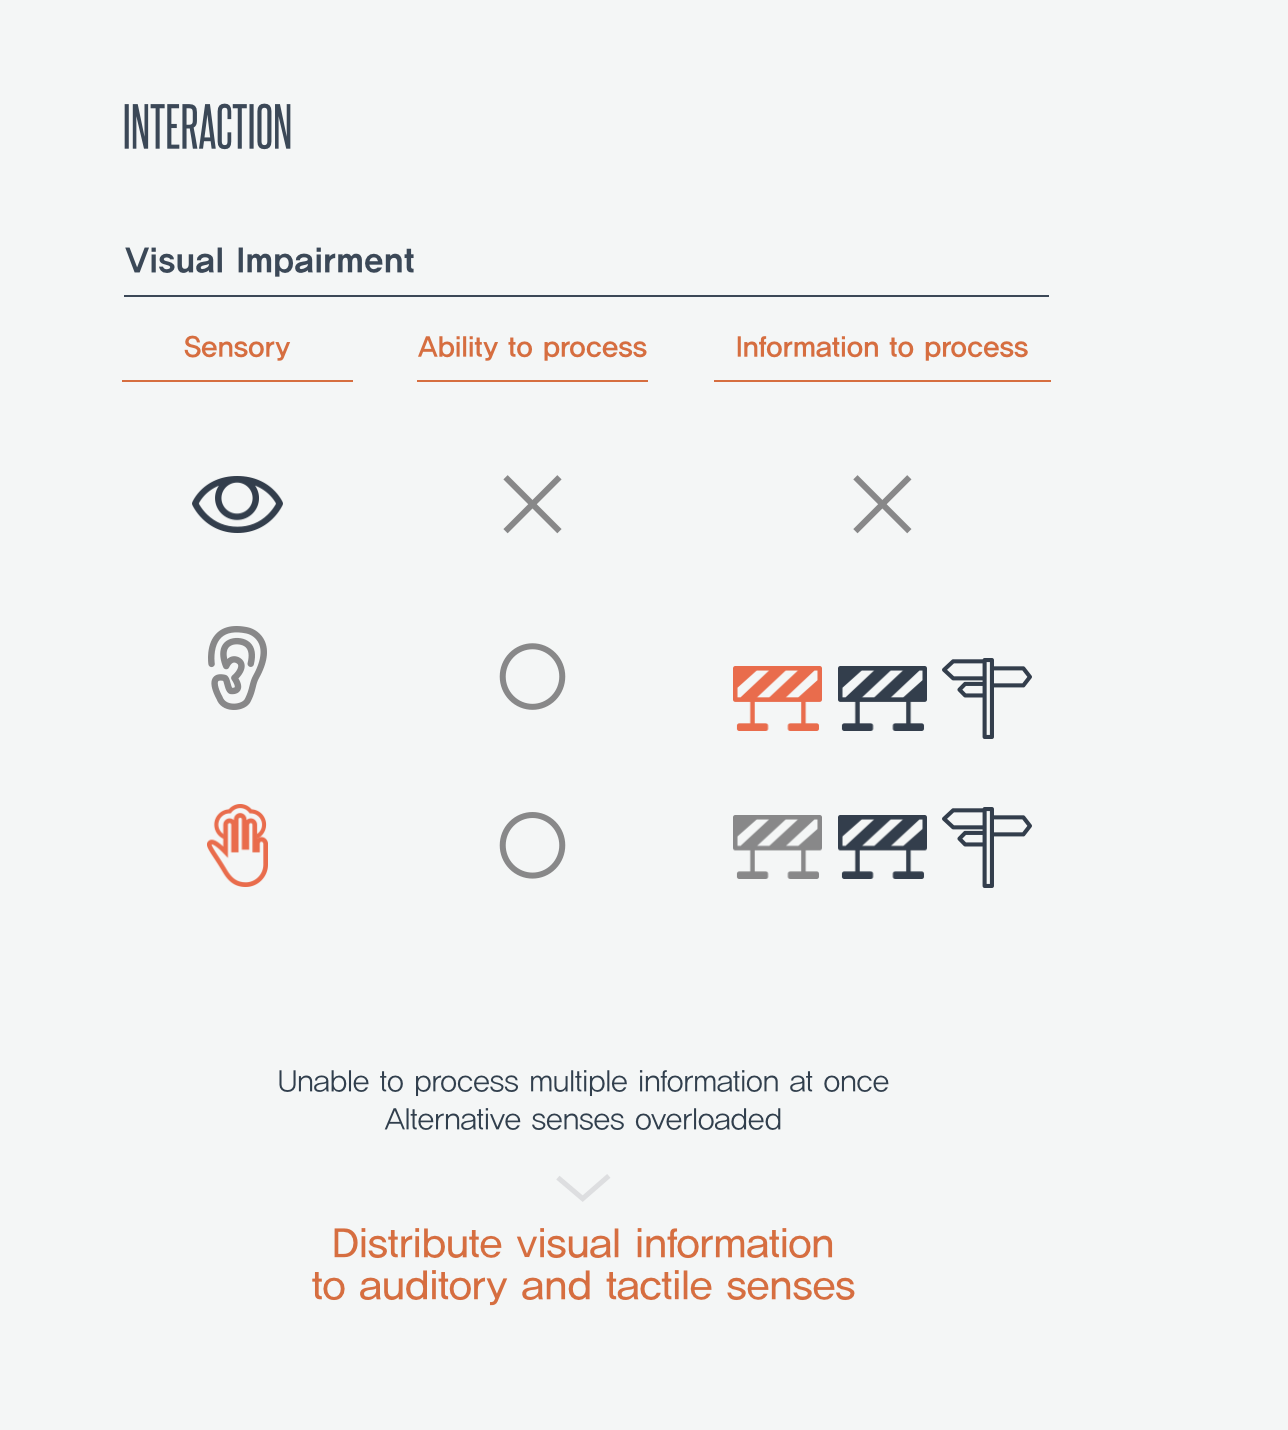 INTERACTION
Visual Impairment
Sensory
Ability to process
Information to process
Unable to process multiple information at once
Alternative senses overloaded
Distribute visual information
to auditory and tactile senses